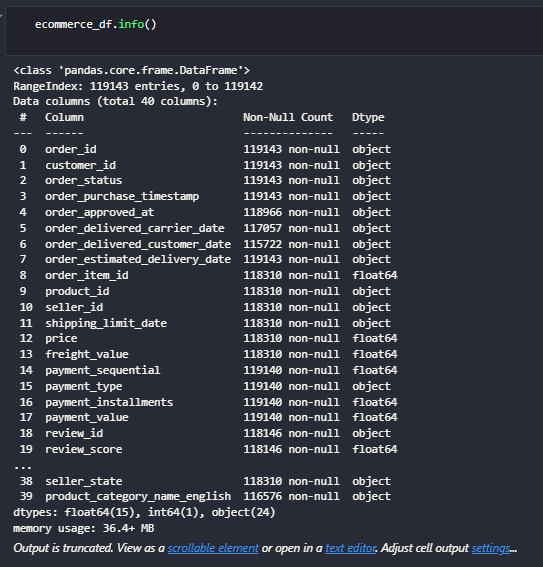 ecommerce_df.info()
<class 'pandas.core.frame.DataFrame'>
RangeIndex: 119143 entries, 0 to 119142
Data columns (total 40 columns):
 #   Column                         Non-Null Count   Dtype
---  ------                         --------------   -----
 0   order_id                       119143 non-null  object
 1   customer_id                    119143 non-null  object
 2   order_status                   119143 non-null  object
 3   order_purchase_timestamp       119143 non-null  object
 4   order_approved_at              118966 non-null  object
 5   order_delivered_carrier_date   117057 non-null  object
 6   order_delivered_customer_date  115722 non-null  object
 7   order_estimated_delivery_date  119143 non-null  object
 8   order_item_id                  118310 non-null  float64
 9   product_id                     118310 non-null  object
 10  seller_id                      118310 non-null  object
 11  shipping_limit_date            118310 non-null  object
 12  price                          118310 non-null  float64
 13  freight_value                  118310 non-null  float64
 14  payment_sequential             119140 non-null  float64
 15  payment_type                   119140 non-null  object
 16  payment_installments           119140 non-null  float64
 17  payment_value                  119140 non-null  float64
 18  review_id                      118146 non-null  object
 19  review_score                   118146 non-null  float64
...
 38  seller_state                   118310 non-null  object
 39  product_category_name_english  116576 non-null  object
dtypes: float64(15), int64(1), object(24)
memory usage: 36.4+ MB
Output is truncated. View as a scrollable element or open in a text editor. Adjust cell output settings...